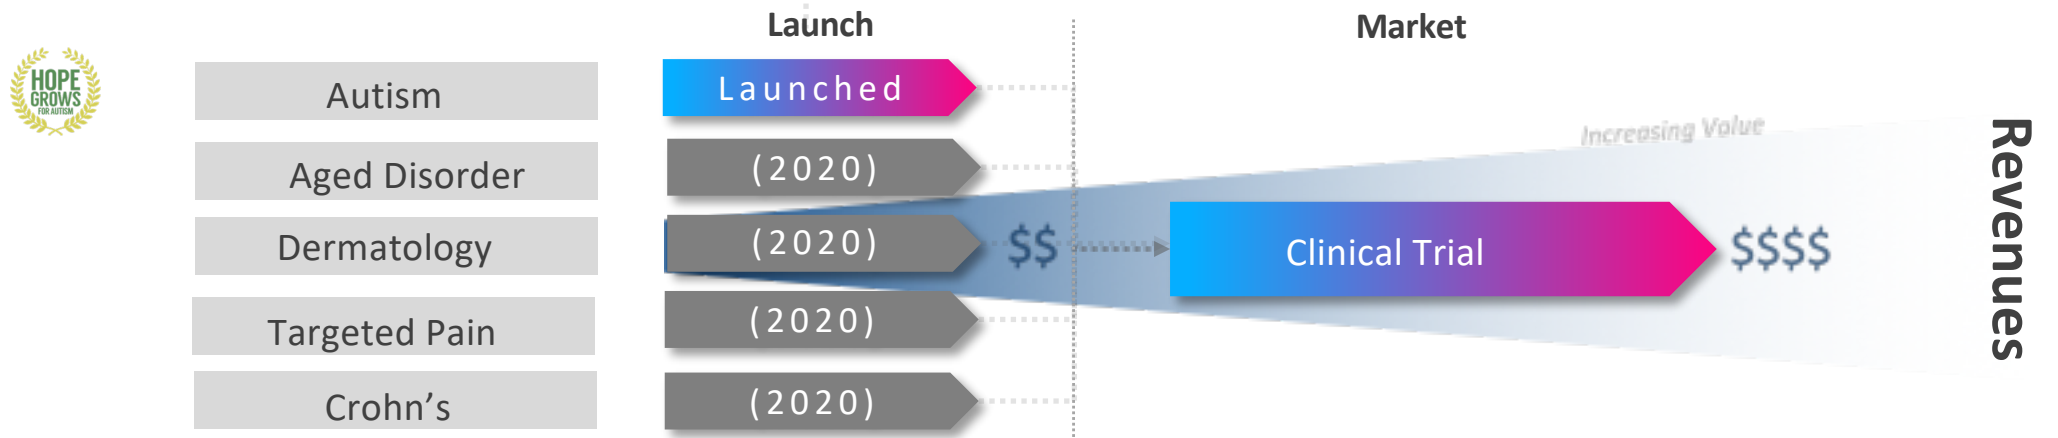 Launch
Market
HOPE
GROWS
FOR AUTISM
Autism
Launched
Increasing Value
Aged Disorder
(2020)
Dermatology
(2020)
$$
Clinical Trial
$$$$
Revenues
Targeted Pain
(2020)
Crohn’s
(2020)